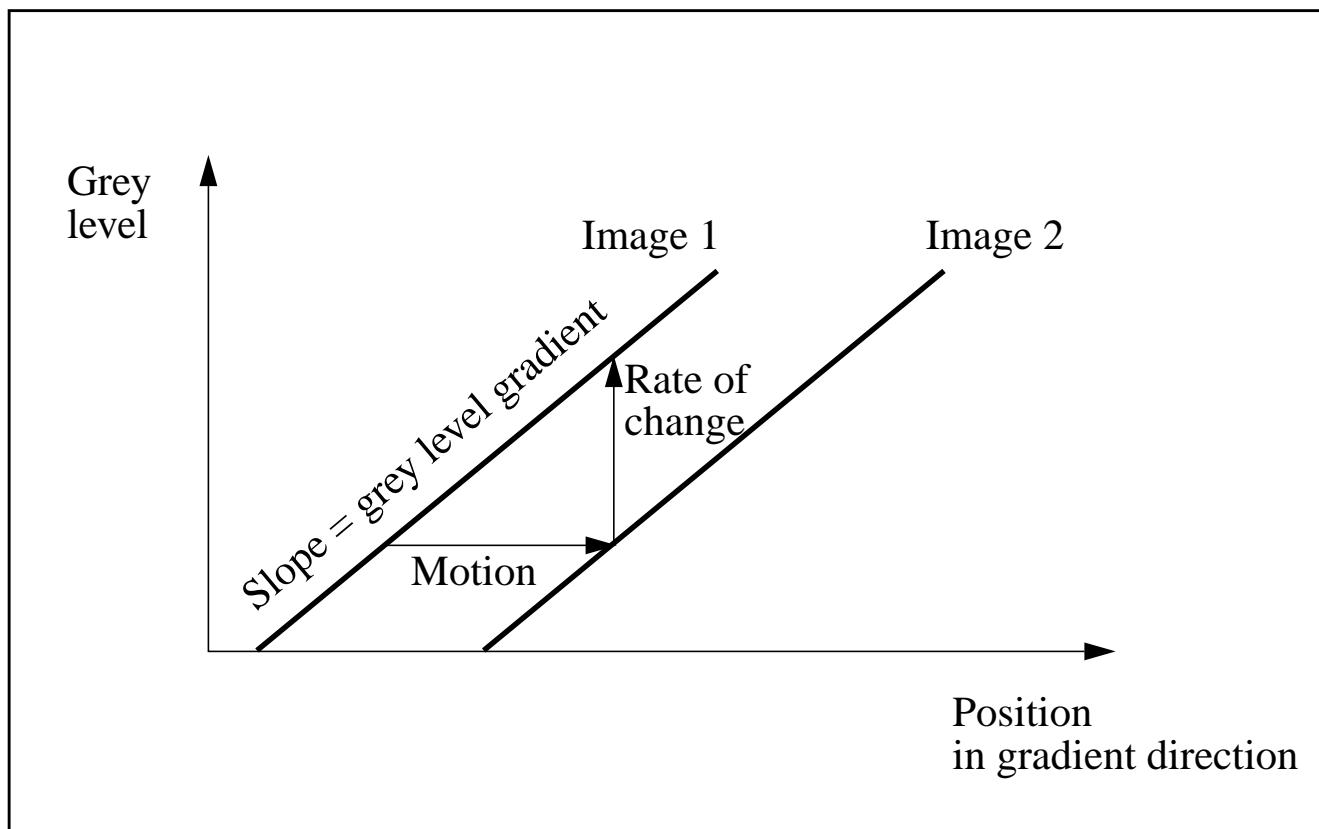 Grey
level
Image 1
Image 2
Slope = grey level gradient
Rate of
change
Motion
Position
in gradient direction